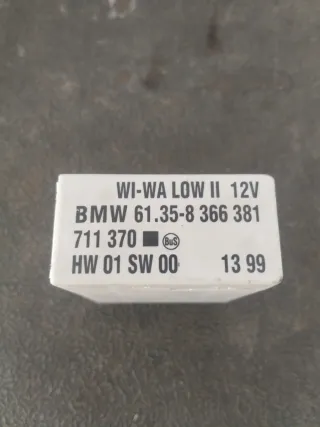 WI-WA LOW II 12V
BMW 61.35-8 366 381
711 370 BuS
HW 01 SW 00 13 99